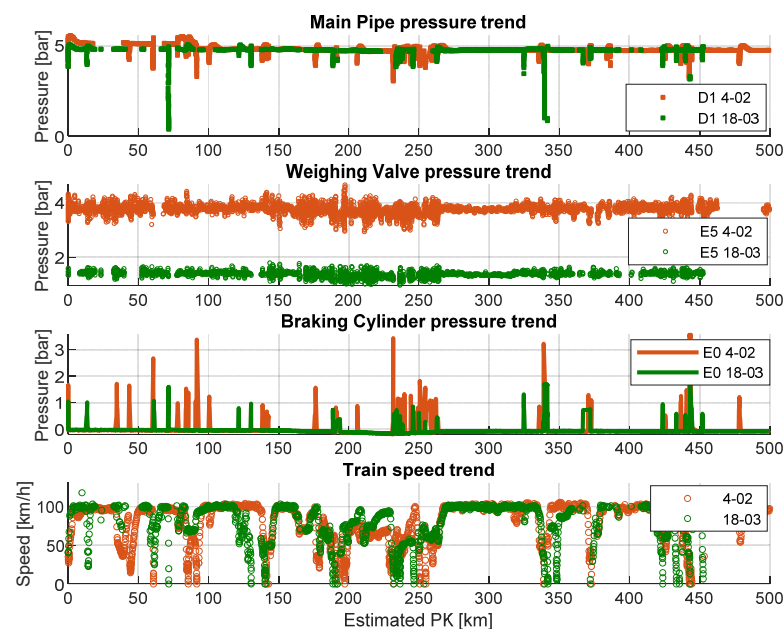 Main Pipe pressure trend
Pressure [bar]
5
0
D1 4-02
D1 18-03
0 50 100 150 200 250 300 350 400 450 500
Weighing Valve pressure trend
Pressure [bar]
4
2
E5 4-02
E5 18-03
0 50 100 150 200 250 300 350 400 450 500
Braking Cylinder pressure trend
Pressure [bar]
3
2
1
0
E0 4-02
E0 18-03
0 50 100 150 200 250 300 350 400 450 500
Train speed trend
Speed [km/h]
100
50
0
4-02
18-03
0 50 100 150 200 250 300 350 400 450 500
Estimated PK [km]